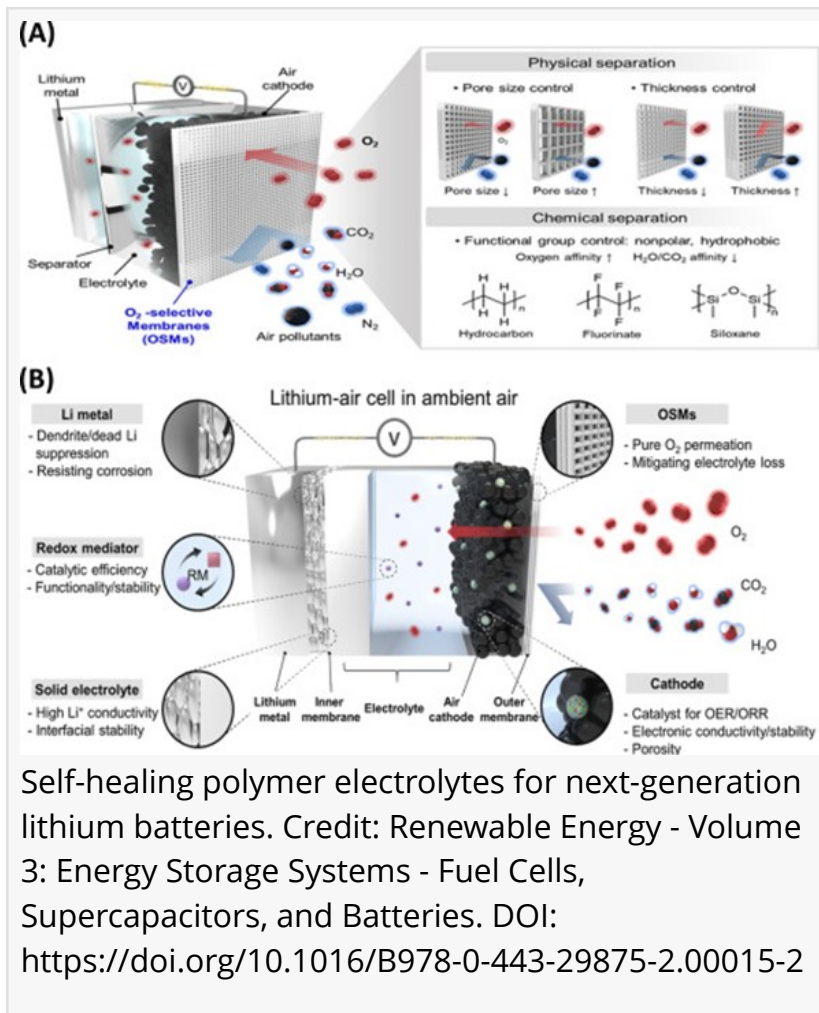 (A)
Lithium
metal
V
Air
cathode
O₂
CO₂
H₂O
N₂
Separator
Electrolyte
O₂ -selective
Membranes
(OSMs)
Air pollutants
Physical separation
• Pore size control
• Thickness control
O₂
Pore size ↓
Pore size ↑
Thickness ↓
Thickness ↑
Chemical separation
• Functional group control: nonpolar, hydrophobic
Oxygen affinity ↑ H₂O/CO₂ affinity ↓
H H
H H
n
Hydrocarbon
F F
F F
n
Fluorinate
Si O Si
n
Siloxane
(B)
Lithium-air cell in ambient air
V
Li metal
- Dendrite/dead Li
suppression
- Resisting corrosion
Redox mediator
- Catalytic efficiency
- Functionality/stability
RM
Solid electrolyte
- High Li⁺ conductivity
- Interfacial stability
Lithium
metal
Inner
membrane
Electrolyte
Air
cathode
Outer
membrane
OSMs
- Pure O₂ permeation
- Mitigating electrolyte loss
O₂
CO₂
H₂O
Cathode
- Catalyst for OER/ORR
- Electronic conductivity/stability
- Porosity
Self-healing polymer electrolytes for next-generation
lithium batteries. Credit: Renewable Energy - Volume
3: Energy Storage Systems - Fuel Cells,
Supercapacitors, and Batteries. DOI:
https://doi.org/10.1016/B978-0-443-29875-2.00015-2